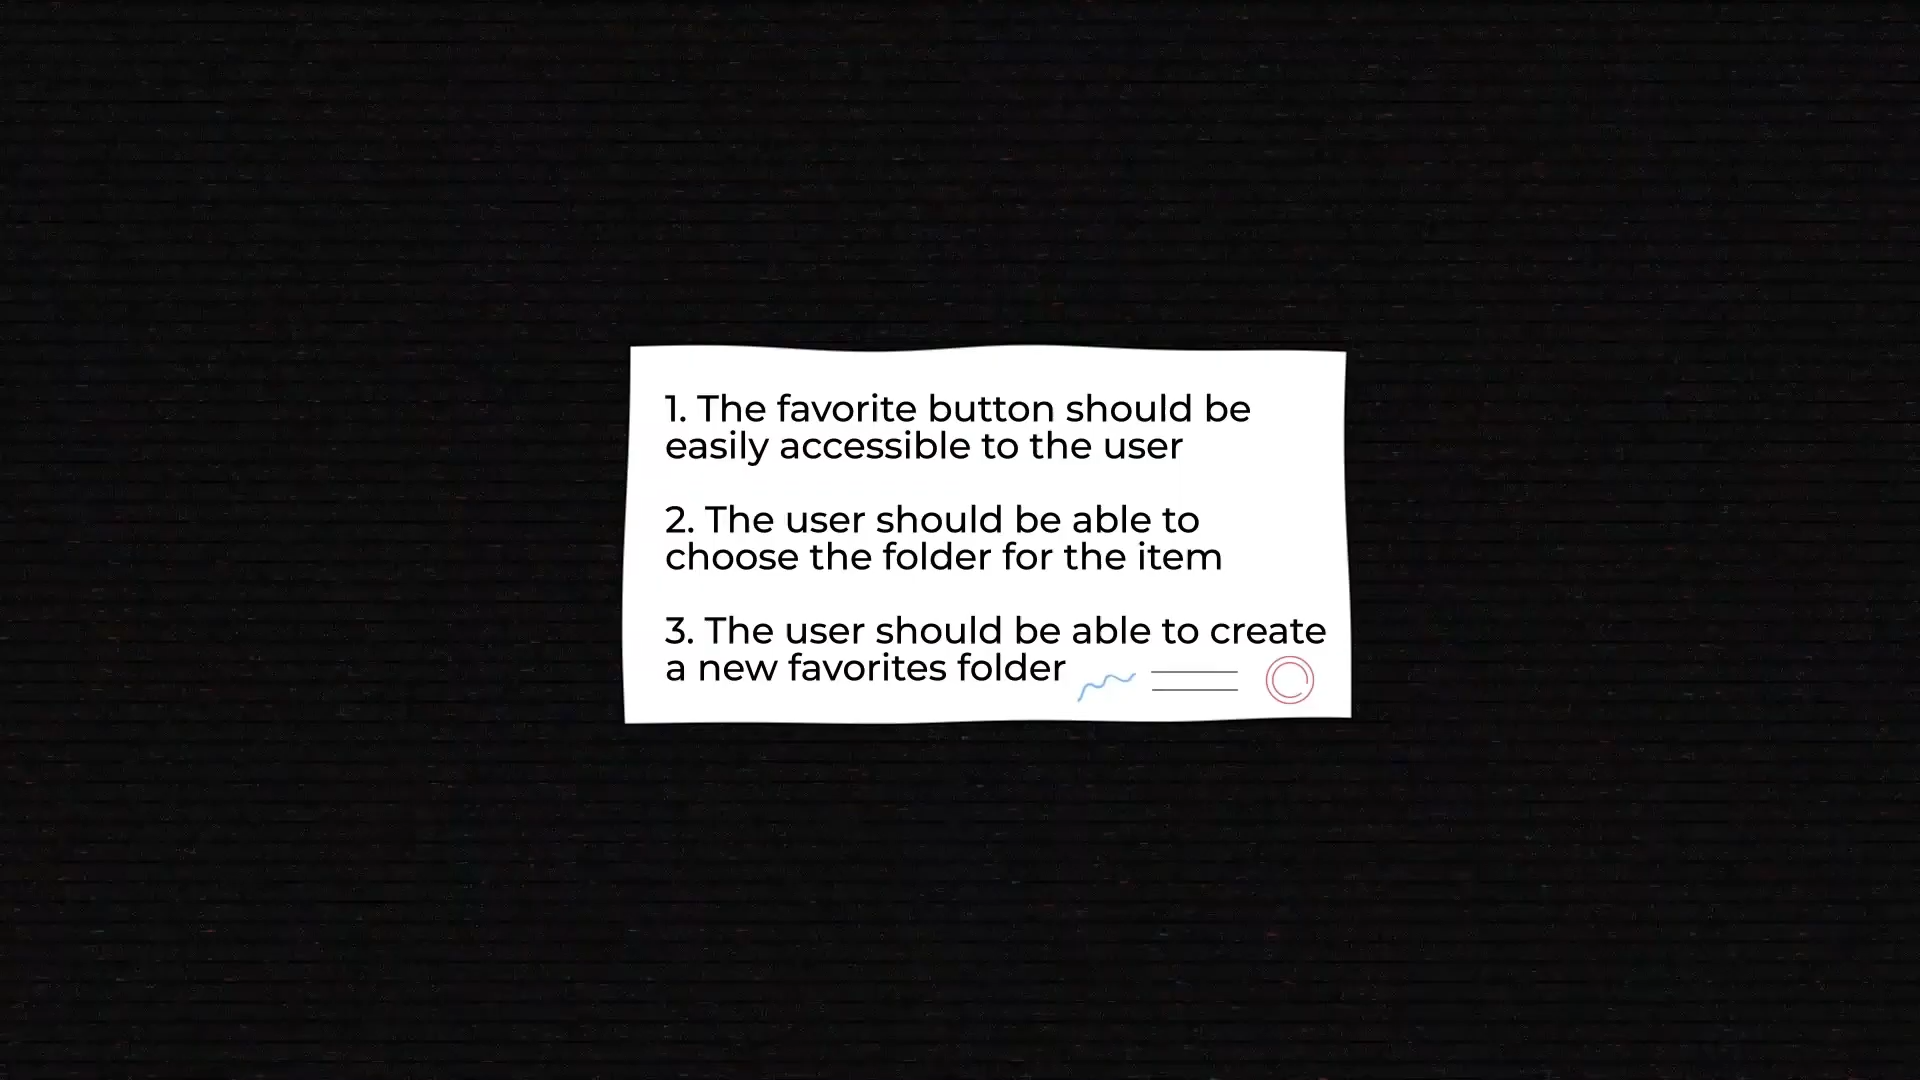 1. The favorite button should be
easily accessible to the user
2. The user should be able to
choose the folder for the item
3. The user should be able to create
a new favorites folder